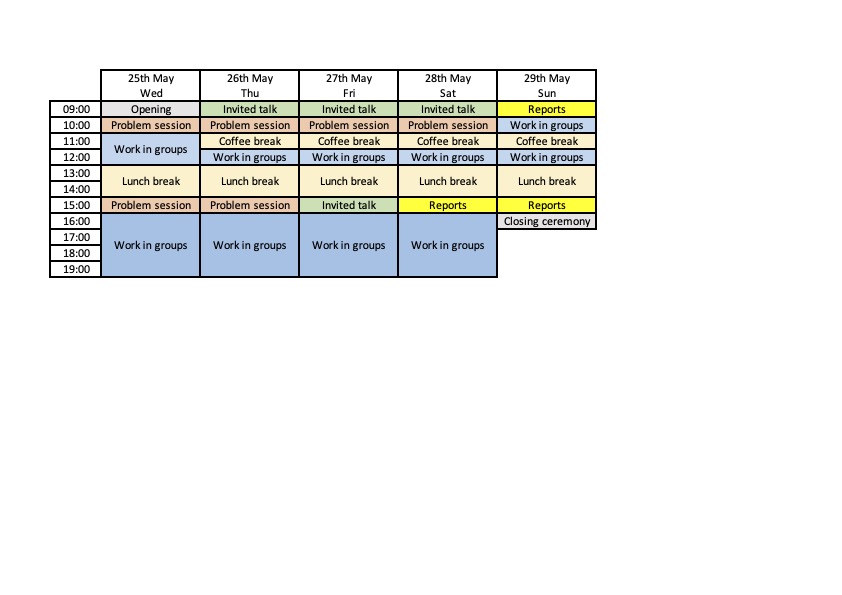 25th May 26th May 27th May 28th May 29th May
Wed Thu Fri Sat Sun
09:00 Opening Invited talk Invited talk Invited talk Reports
10:00 Problem session Problem session Problem session Problem session Work in groups
11:00 Coffee break Coffee break Coffee break Coffee break
Work in groups
12:00 Work in groups Work in groups Work in groups Work in groups
13:00
Lunch break Lunch break Lunch break Lunch break Lunch break
14:00
15:00 Problem session Problem session Invited talk Reports Reports
16:00 Closing ceremony
17:00
Work in groups Work in groups Work in groups Work in groups
18:00
19:00